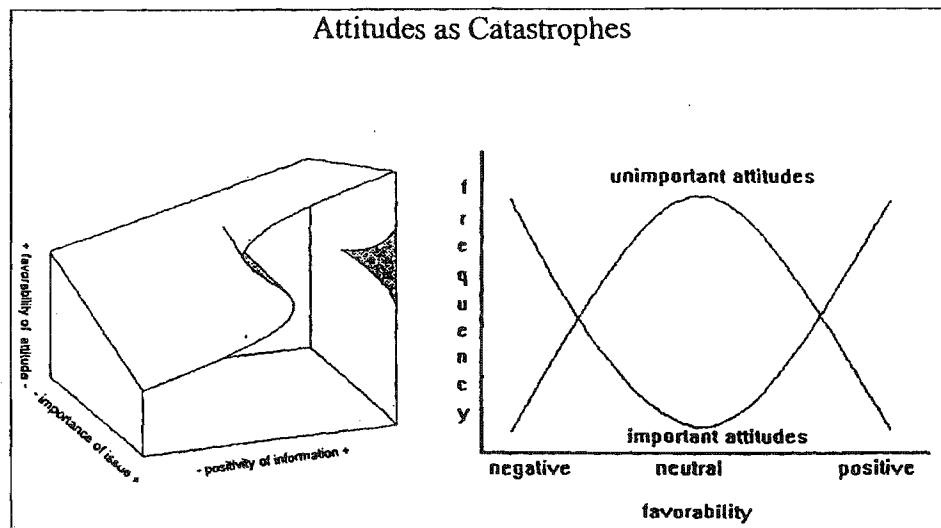 Attitudes as Catastrophes
+ favorability of attitude -
- importance of issue +
- positivity of information +
frequency
unimportant attitudes
important attitudes
negative neutral positive
favorability